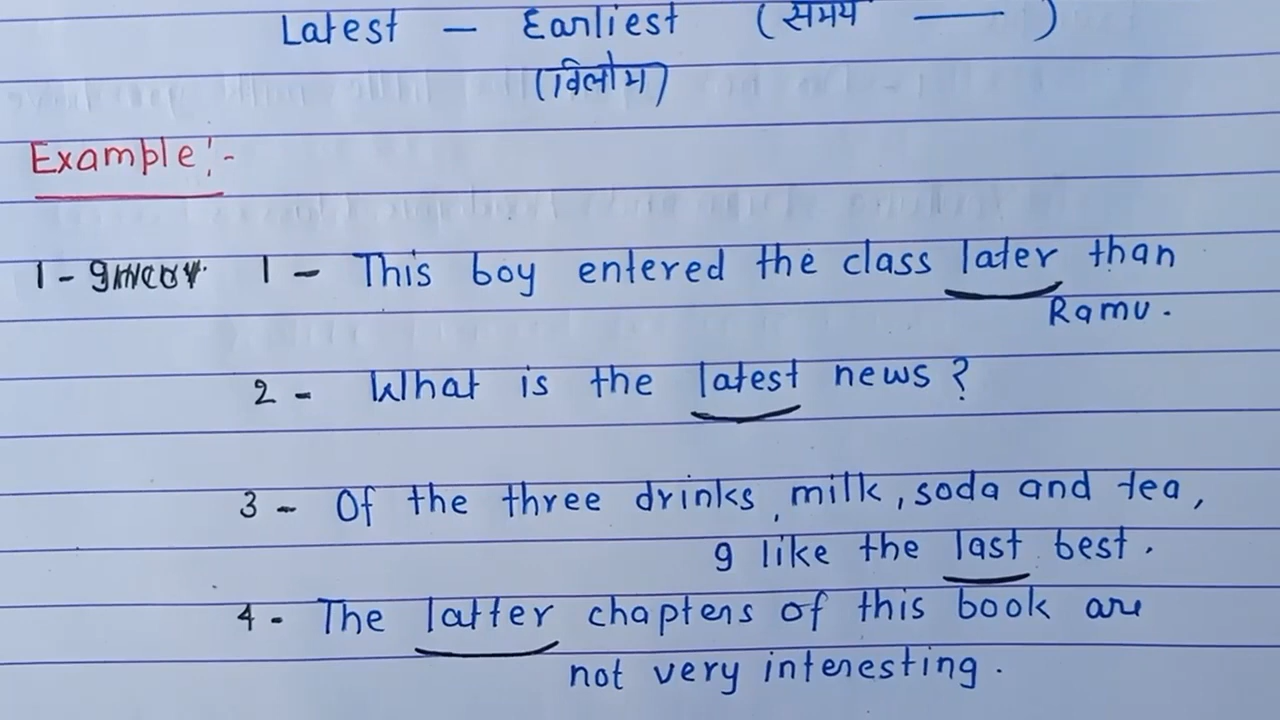 Latest — Earliest (समय —)
(विलोम)
Example:-
1- 1 - This boy entered the class later than
Ramu.
2 - What is the latest news?
3 - Of the three drinks, milk, soda and tea,
I like the last best.
4 - The latter chapters of this book are
not very interesting.